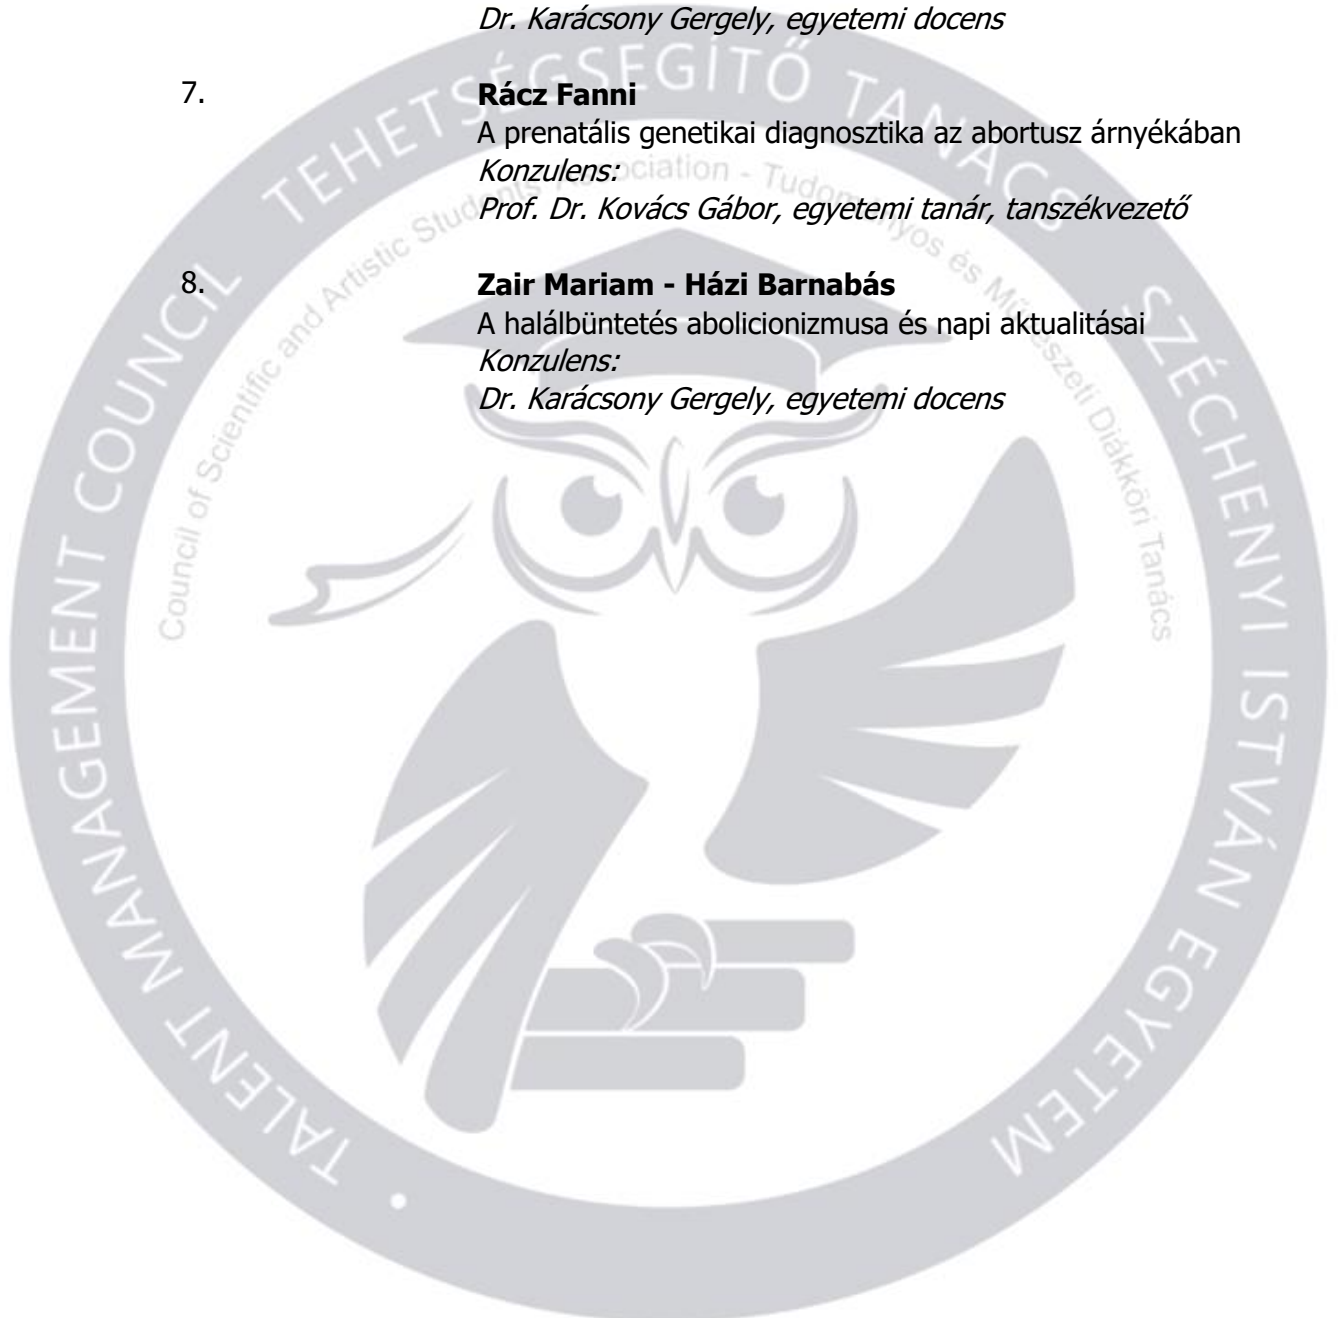 Dr. Karácsony Gergely, egyetemi docens
7.
Rácz Fanni
A prenatális genetikai diagnosztika az abortusz árnyékában
Konzulens:
Prof. Dr. Kovács Gábor, egyetemi tanár, tanszékvezető
8.
Zair Mariam - Házi Barnabás
A halálbüntetés abolicionizmusa és napi aktualitásai
Konzulens:
Dr. Karácsony Gergely, egyetemi docens
TALENT MANAGEMENT COUNCIL TEHETSÉGSEGÍTŐ TANÁCS SZÉCHENYI ISTVÁN EGYETEM
Council of Scientific and Artistic Students Association - Tudományos és Művészeti Diákköri Tanács